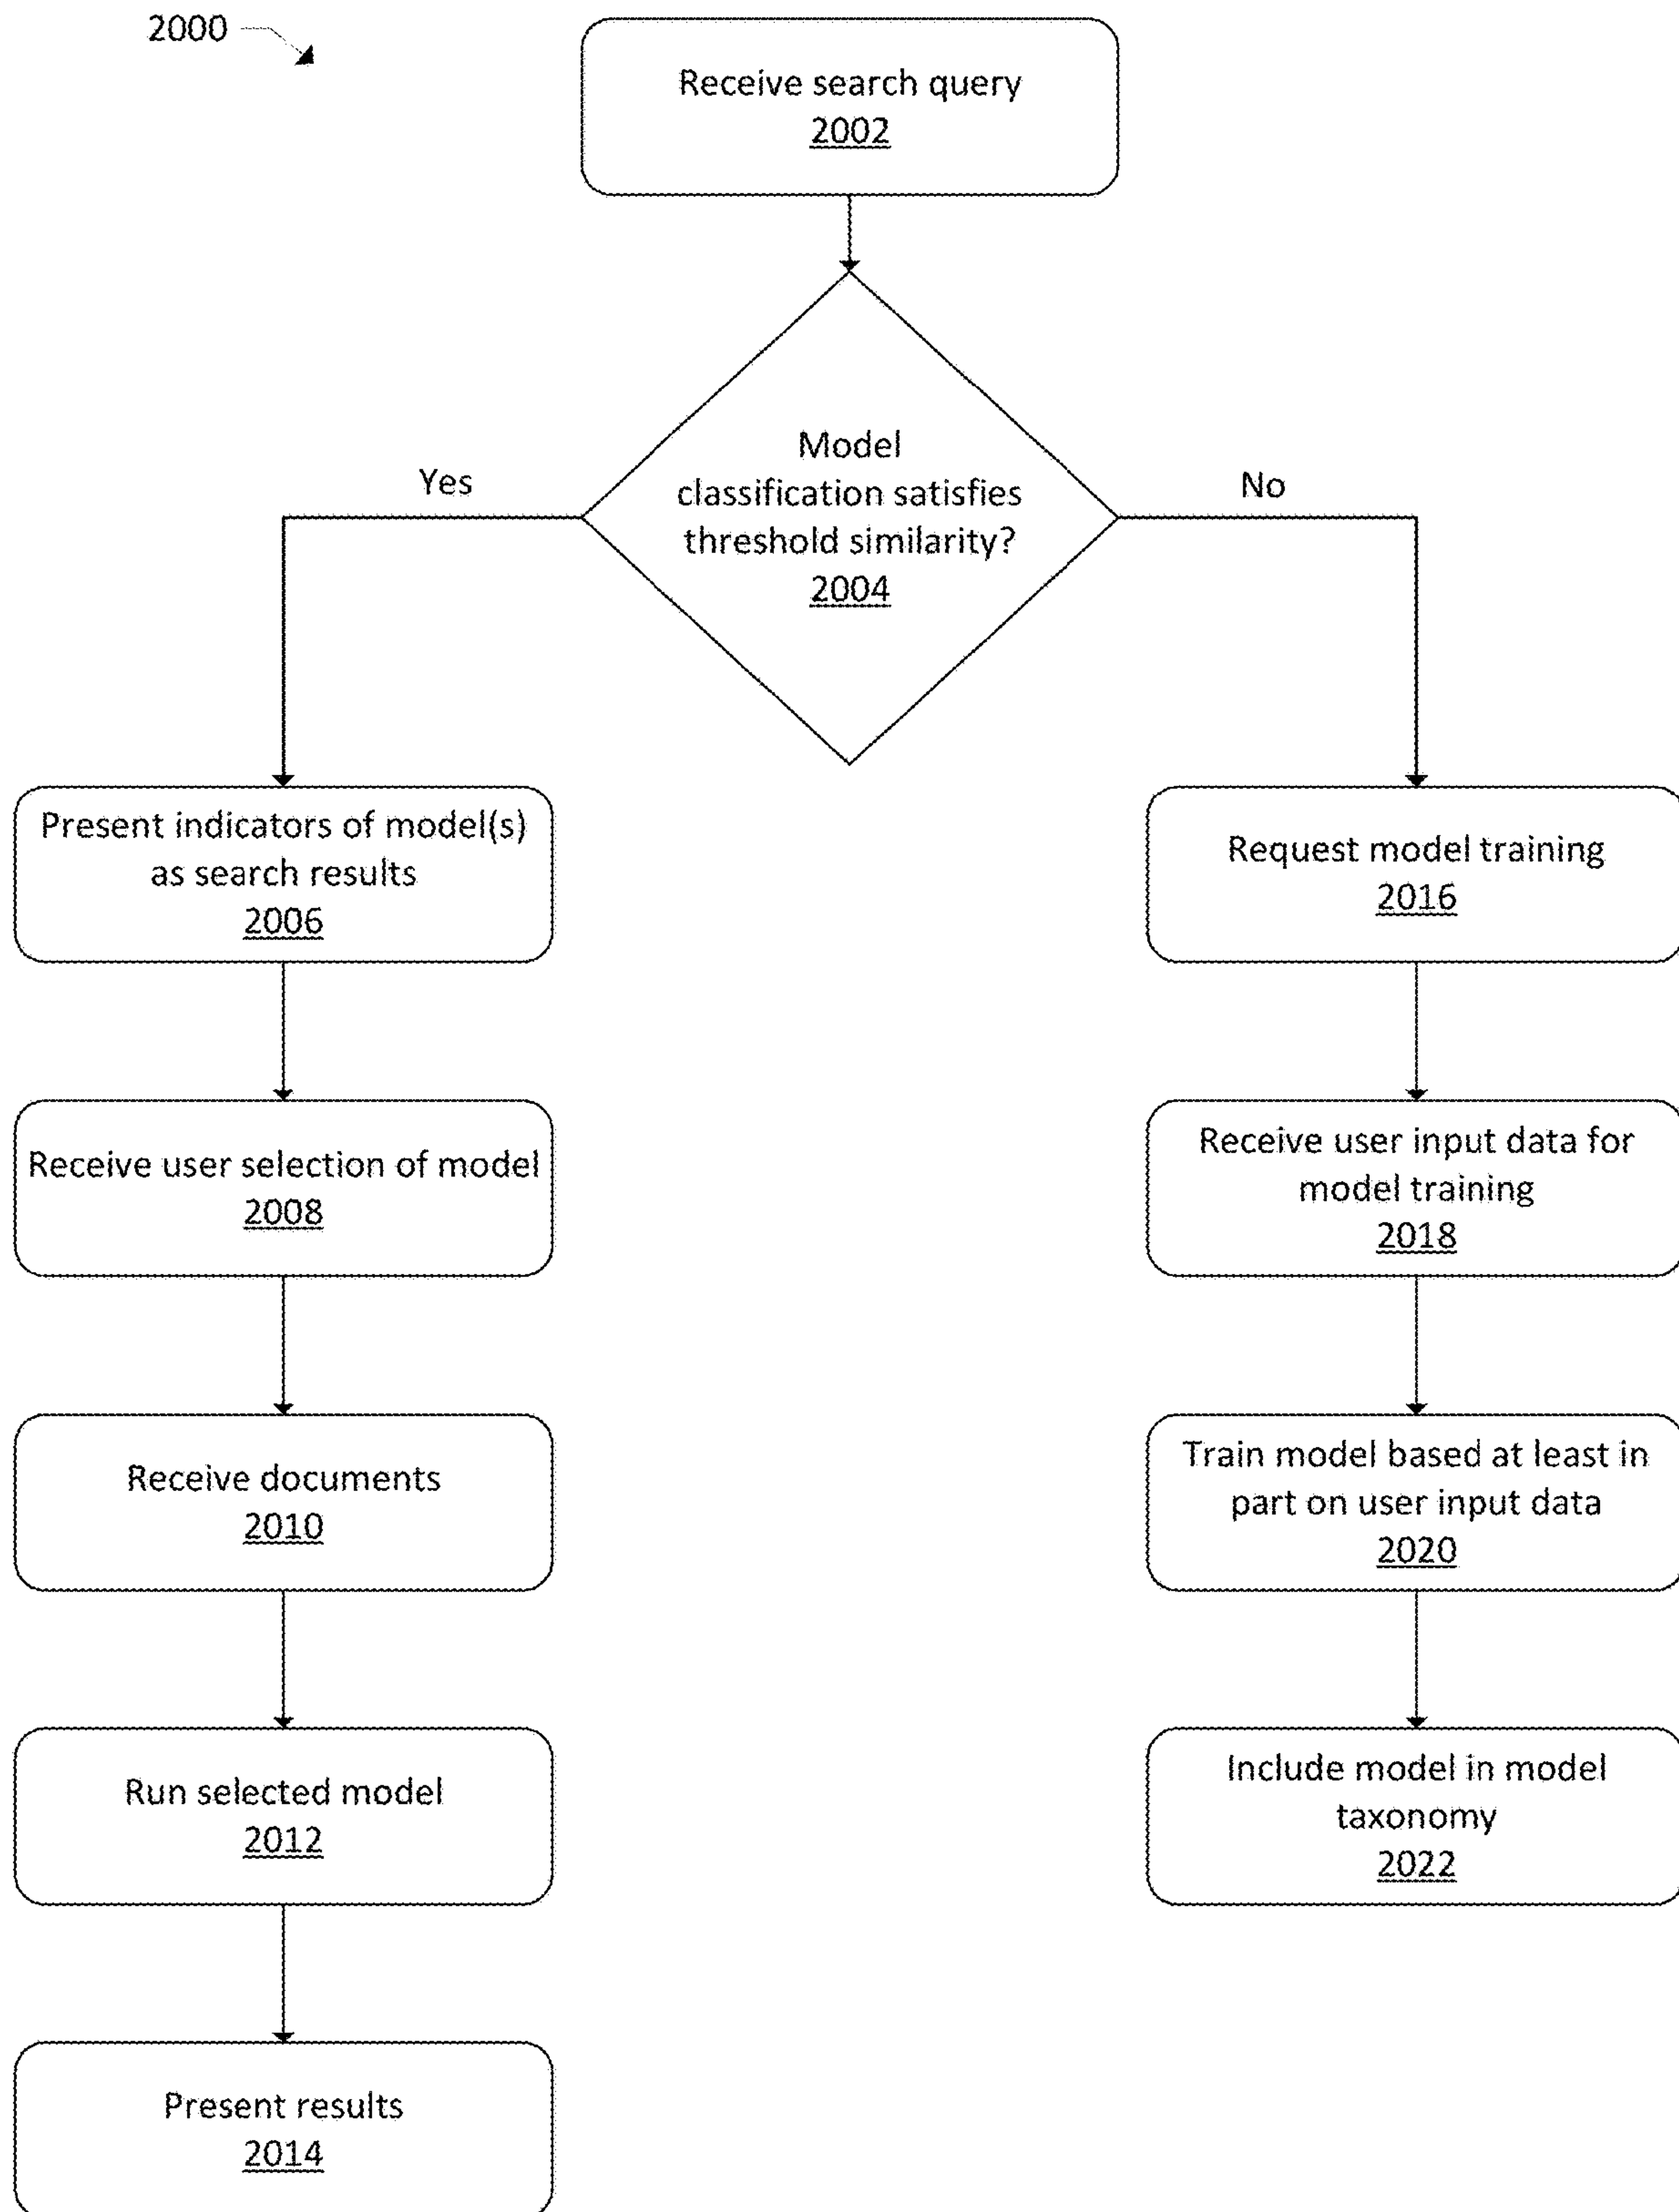 2000
Receive search query
2002
Model
classification satisfies
threshold similarity?
2004
Yes
No
Present indicators of model(s)
as search results
2006
Receive user selection of model
2008
Receive documents
2010
Run selected model
2012
Present results
2014
Request model training
2016
Receive user input data for
model training
2018
Train model based at least in
part on user input data
2020
Include model in model
taxonomy
2022